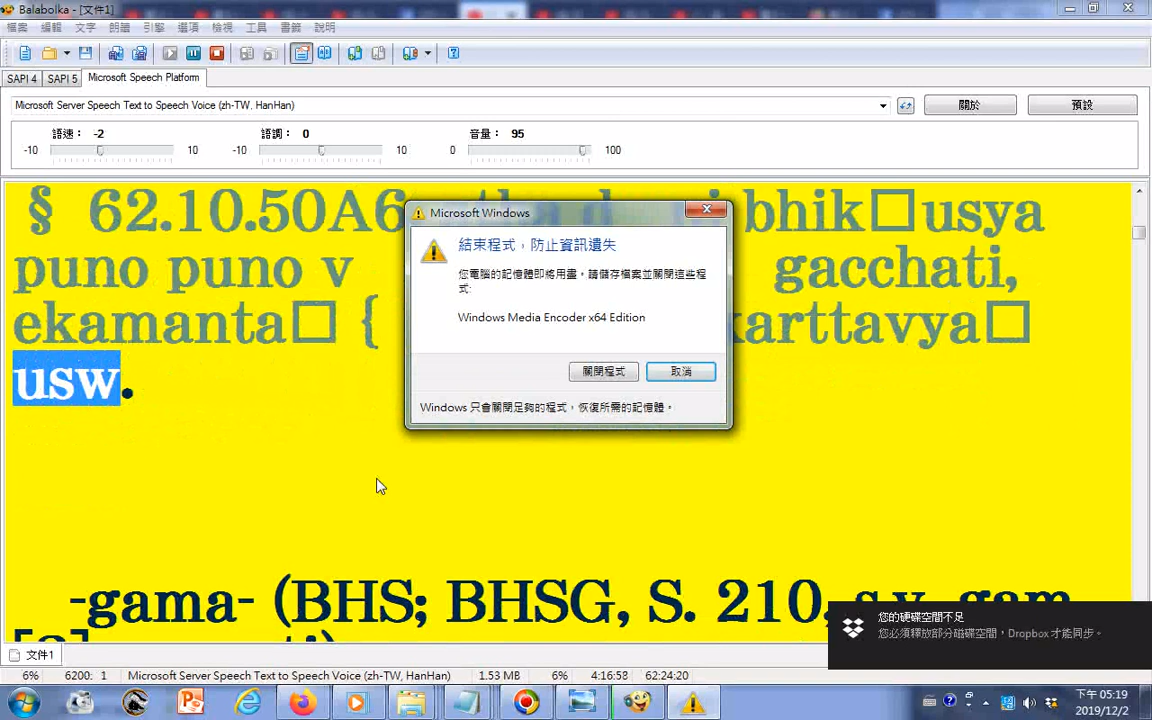 Balabolka - [文件1]
檔案 編輯 文字 朗讀 引擎 選項 檢視 工具 書籤 說明
SAPI 4 SAPI 5 Microsoft Speech Platform
Microsoft Server Speech Text to Speech Voice (zh-TW, HanHan)
關於 預設
語速： -2 語調： 0 音量： 95
-10 10 -10 10 0 100
§ 62.10.50A6 bhik□usya
puno puno v gacchati,
ekamanta□ { karttavya□
usw.
Microsoft Windows
結束程式，防止資訊遺失
您電腦的記憶體即將用盡，請儲存檔案並關閉這些程
式:
Windows Media Encoder x64 Edition
關閉程式 取消
Windows 只會關閉足夠的程式，恢復所需的記憶體。
-gama- (BHS; BHSG, S. 210, s.v. gam
您的硬碟空間不足
您必須釋放部分磁碟空間，Dropbox 才能同步。
文件1
6% 6200: 1 Microsoft Server Speech Text to Speech Voice (zh-TW, HanHan) 1.53 MB 6% 4:16:58 62:24:20
下午 05:19
2019/12/2